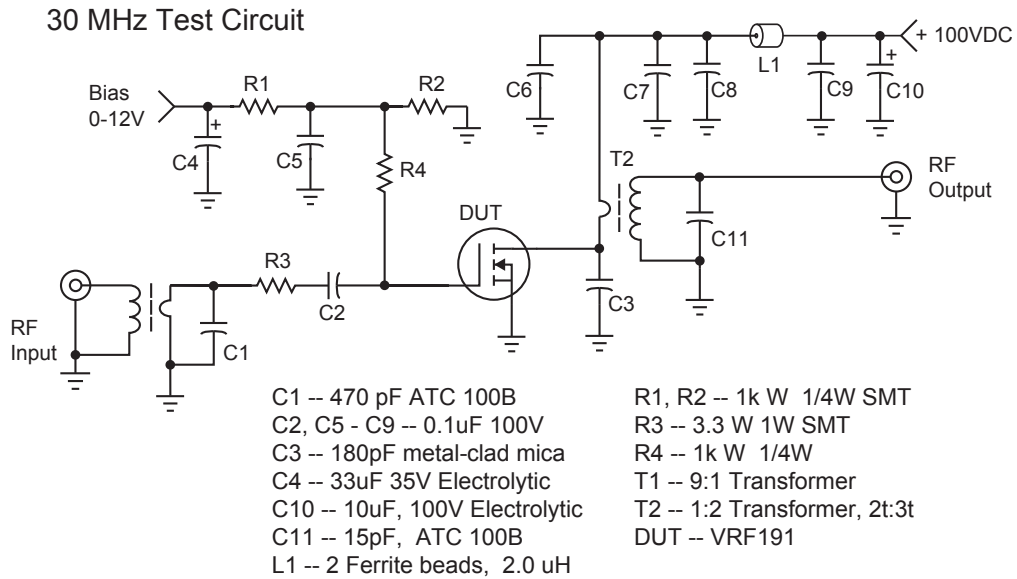 30 MHz Test Circuit
+ 100VDC
L1
C6
C7
C8
C9
+
C10
Bias
0-12V
R1
R2
+
C4
C5
R4
T2
RF
Output
DUT
C11
R3
C2
C3
RF
Input
C1
C1 -- 470 pF ATC 100B
C2, C5 - C9 -- 0.1uF 100V
C3 -- 180pF metal-clad mica
C4 -- 33uF 35V Electrolytic
C10 -- 10uF, 100V Electrolytic
C11 -- 15pF, ATC 100B
L1 -- 2 Ferrite beads, 2.0 uH
R1, R2 -- 1k W 1/4W SMT
R3 -- 3.3 W 1W SMT
R4 -- 1k W 1/4W
T1 -- 9:1 Transformer
T2 -- 1:2 Transformer, 2t:3t
DUT -- VRF191